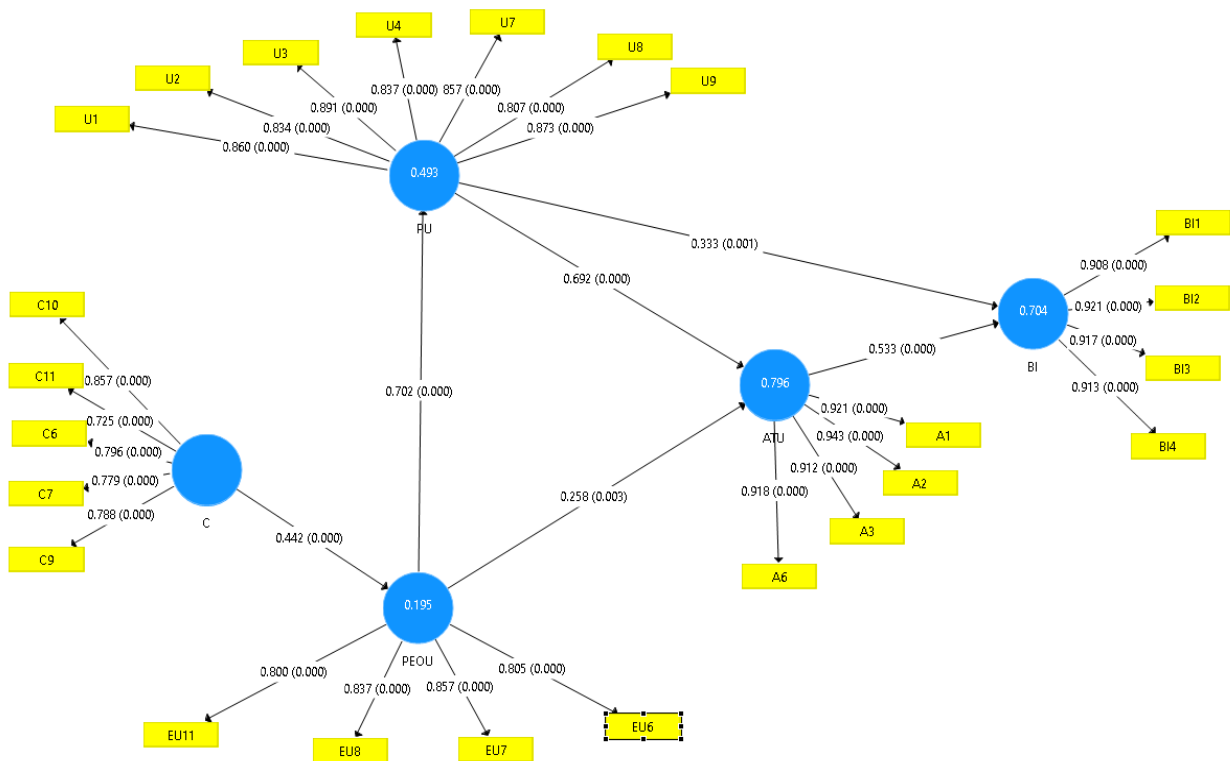 U4
U7
U3
U8
U2
U9
U1
0.837 (0.000)
857 (0.000)
0.891 (0.000)
0.807 (0.000)
0.834 (0.000)
0.873 (0.000)
0.860 (0.000)
0.493
PU
BI1
0.333 (0.001)
0.908 (0.000)
0.692 (0.000)
BI2
0.921 (0.000)
C10
0.704
0.917 (0.000)
0.533 (0.000)
BI
BI3
C11
0.857 (0.000)
0.796
0.913 (0.000)
0.702 (0.000)
0.921 (0.000)
0.725 (0.000)
C6
ATU
0.943 (0.000)
A1
BI4
0.796 (0.000)
0.912 (0.000)
0.779 (0.000)
A2
C7
0.918 (0.000)
0.788 (0.000)
0.258 (0.003)
C
A3
0.442 (0.000)
C9
A6
0.195
PEOU
0.800 (0.000)
0.805 (0.000)
0.837 (0.000)
0.857 (0.000)
EU6
EU11
EU8
EU7